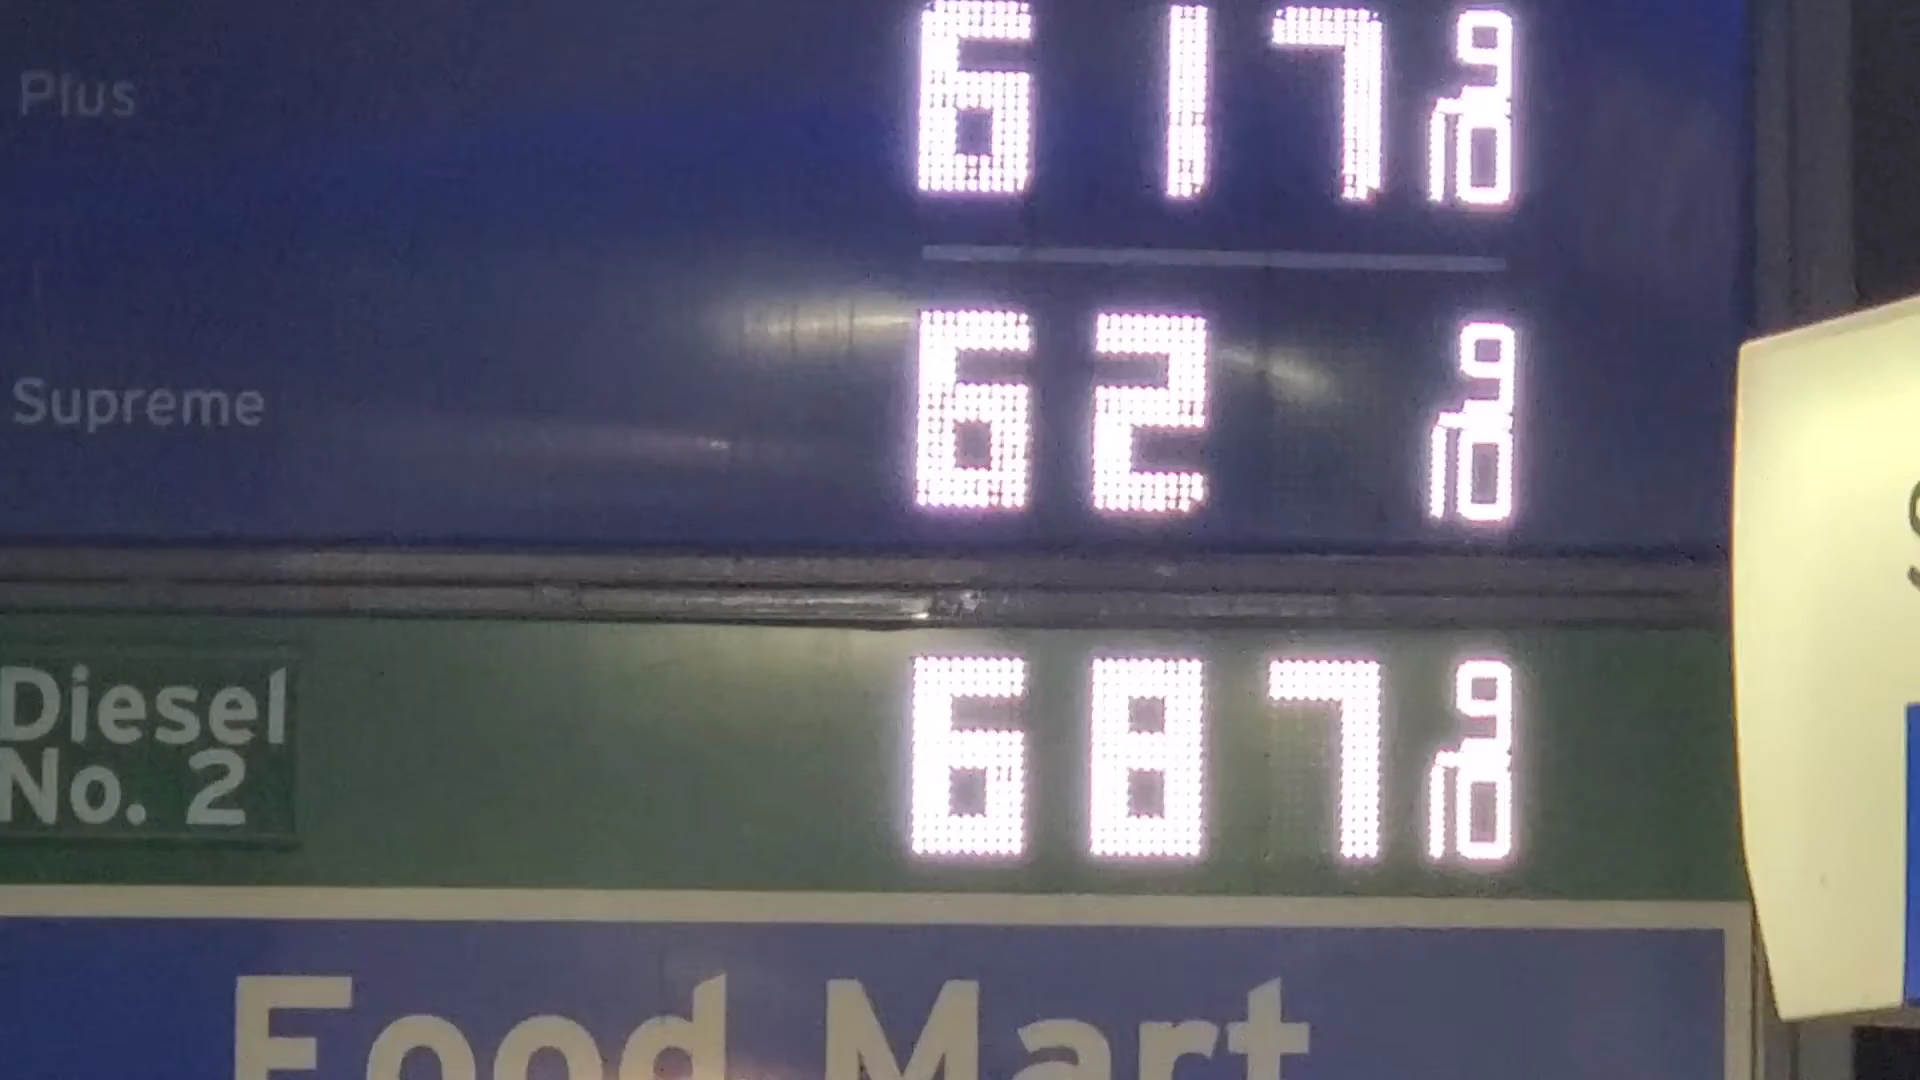 Plus 617 9/10
Supreme 62 9/10
Diesel
No. 2
687 9/10
Food Mart